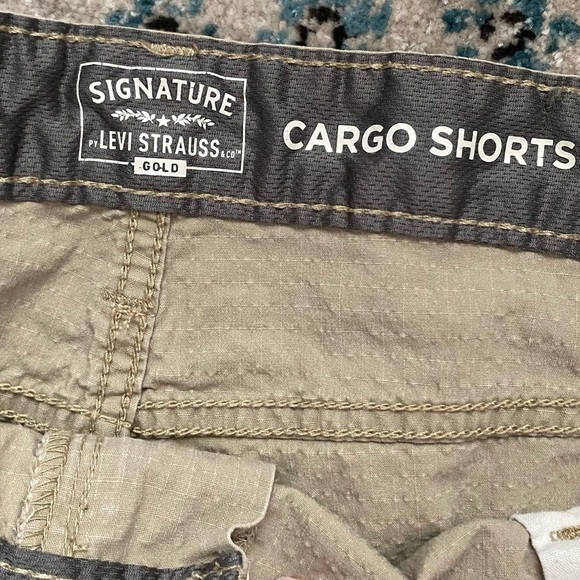 SIGNATURE
BY LEVI STRAUSS & CO™
GOLD
CARGO SHORTS